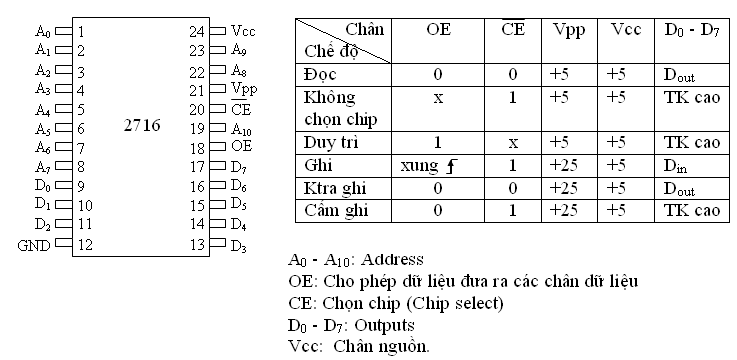 A0 1 24 Vcc
A1 2 23 A9
A2 3 22 A8
A3 4 21 Vpp
A4 5 20 CE
A5 6 2716 19 A10
A6 7 18 OE
A7 8 17 D7
D0 9 16 D6
D1 10 15 D5
D2 11 14 D4
GND 12 13 D3
Chân OE CE Vpp Vcc D0 - D7
Chế độ
Đọc 0 0 +5 +5 Dout
Không x 1 +5 +5 TK cao
chọn chip
Duy trì 1 x +5 +5 TK cao
Ghi xung ƒ 1 +25 +5 Din
Ktra ghi 0 0 +25 +5 Dout
Cấm ghi 0 1 +25 +5 TK cao
A0 - A10: Address
OE: Cho phép dữ liệu đưa ra các chân dữ liệu
CE: Chọn chip (Chip select)
D0 - D7: Outputs
Vcc: Chân nguồn.